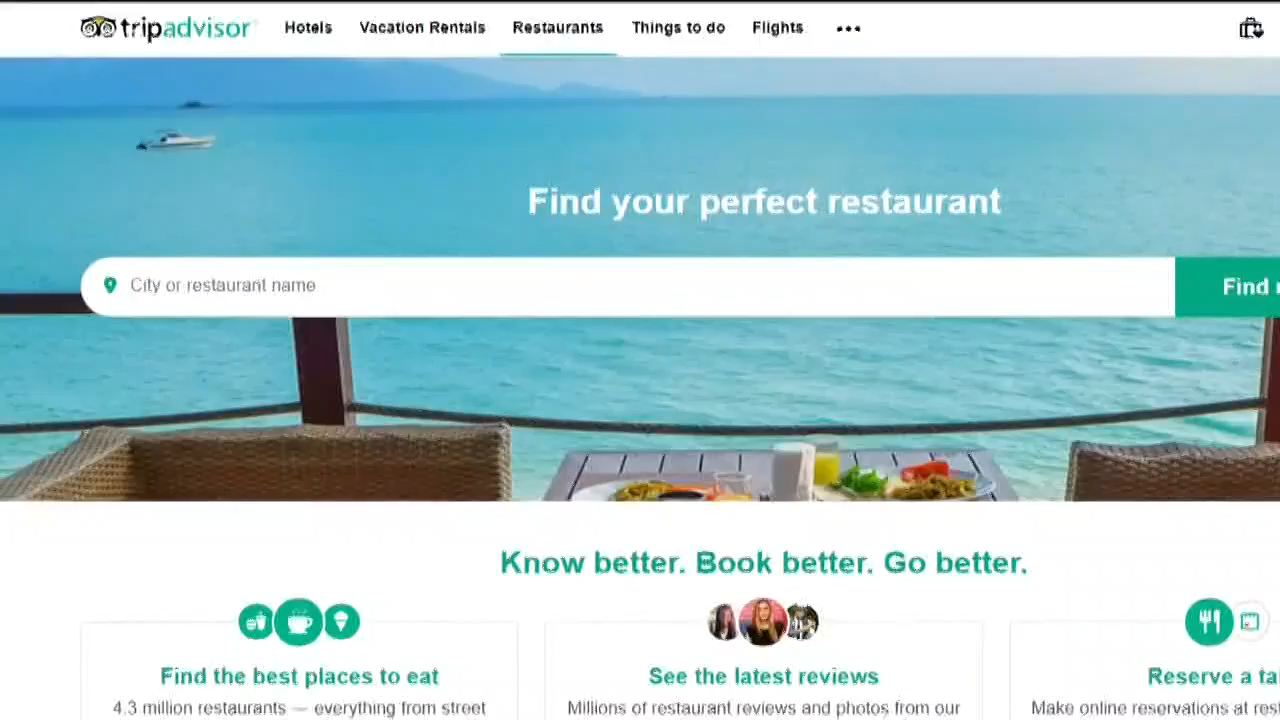 tripadvisor
Hotels Vacation Rentals Restaurants Things to do Flights
Find your perfect restaurant
City or restaurant name
Find
Know better. Book better. Go better.
Find the best places to eat
See the latest reviews
Reserve a
4.3 million restaurants — everything from street
Millions of restaurant reviews and photos from our
Make online reservations at